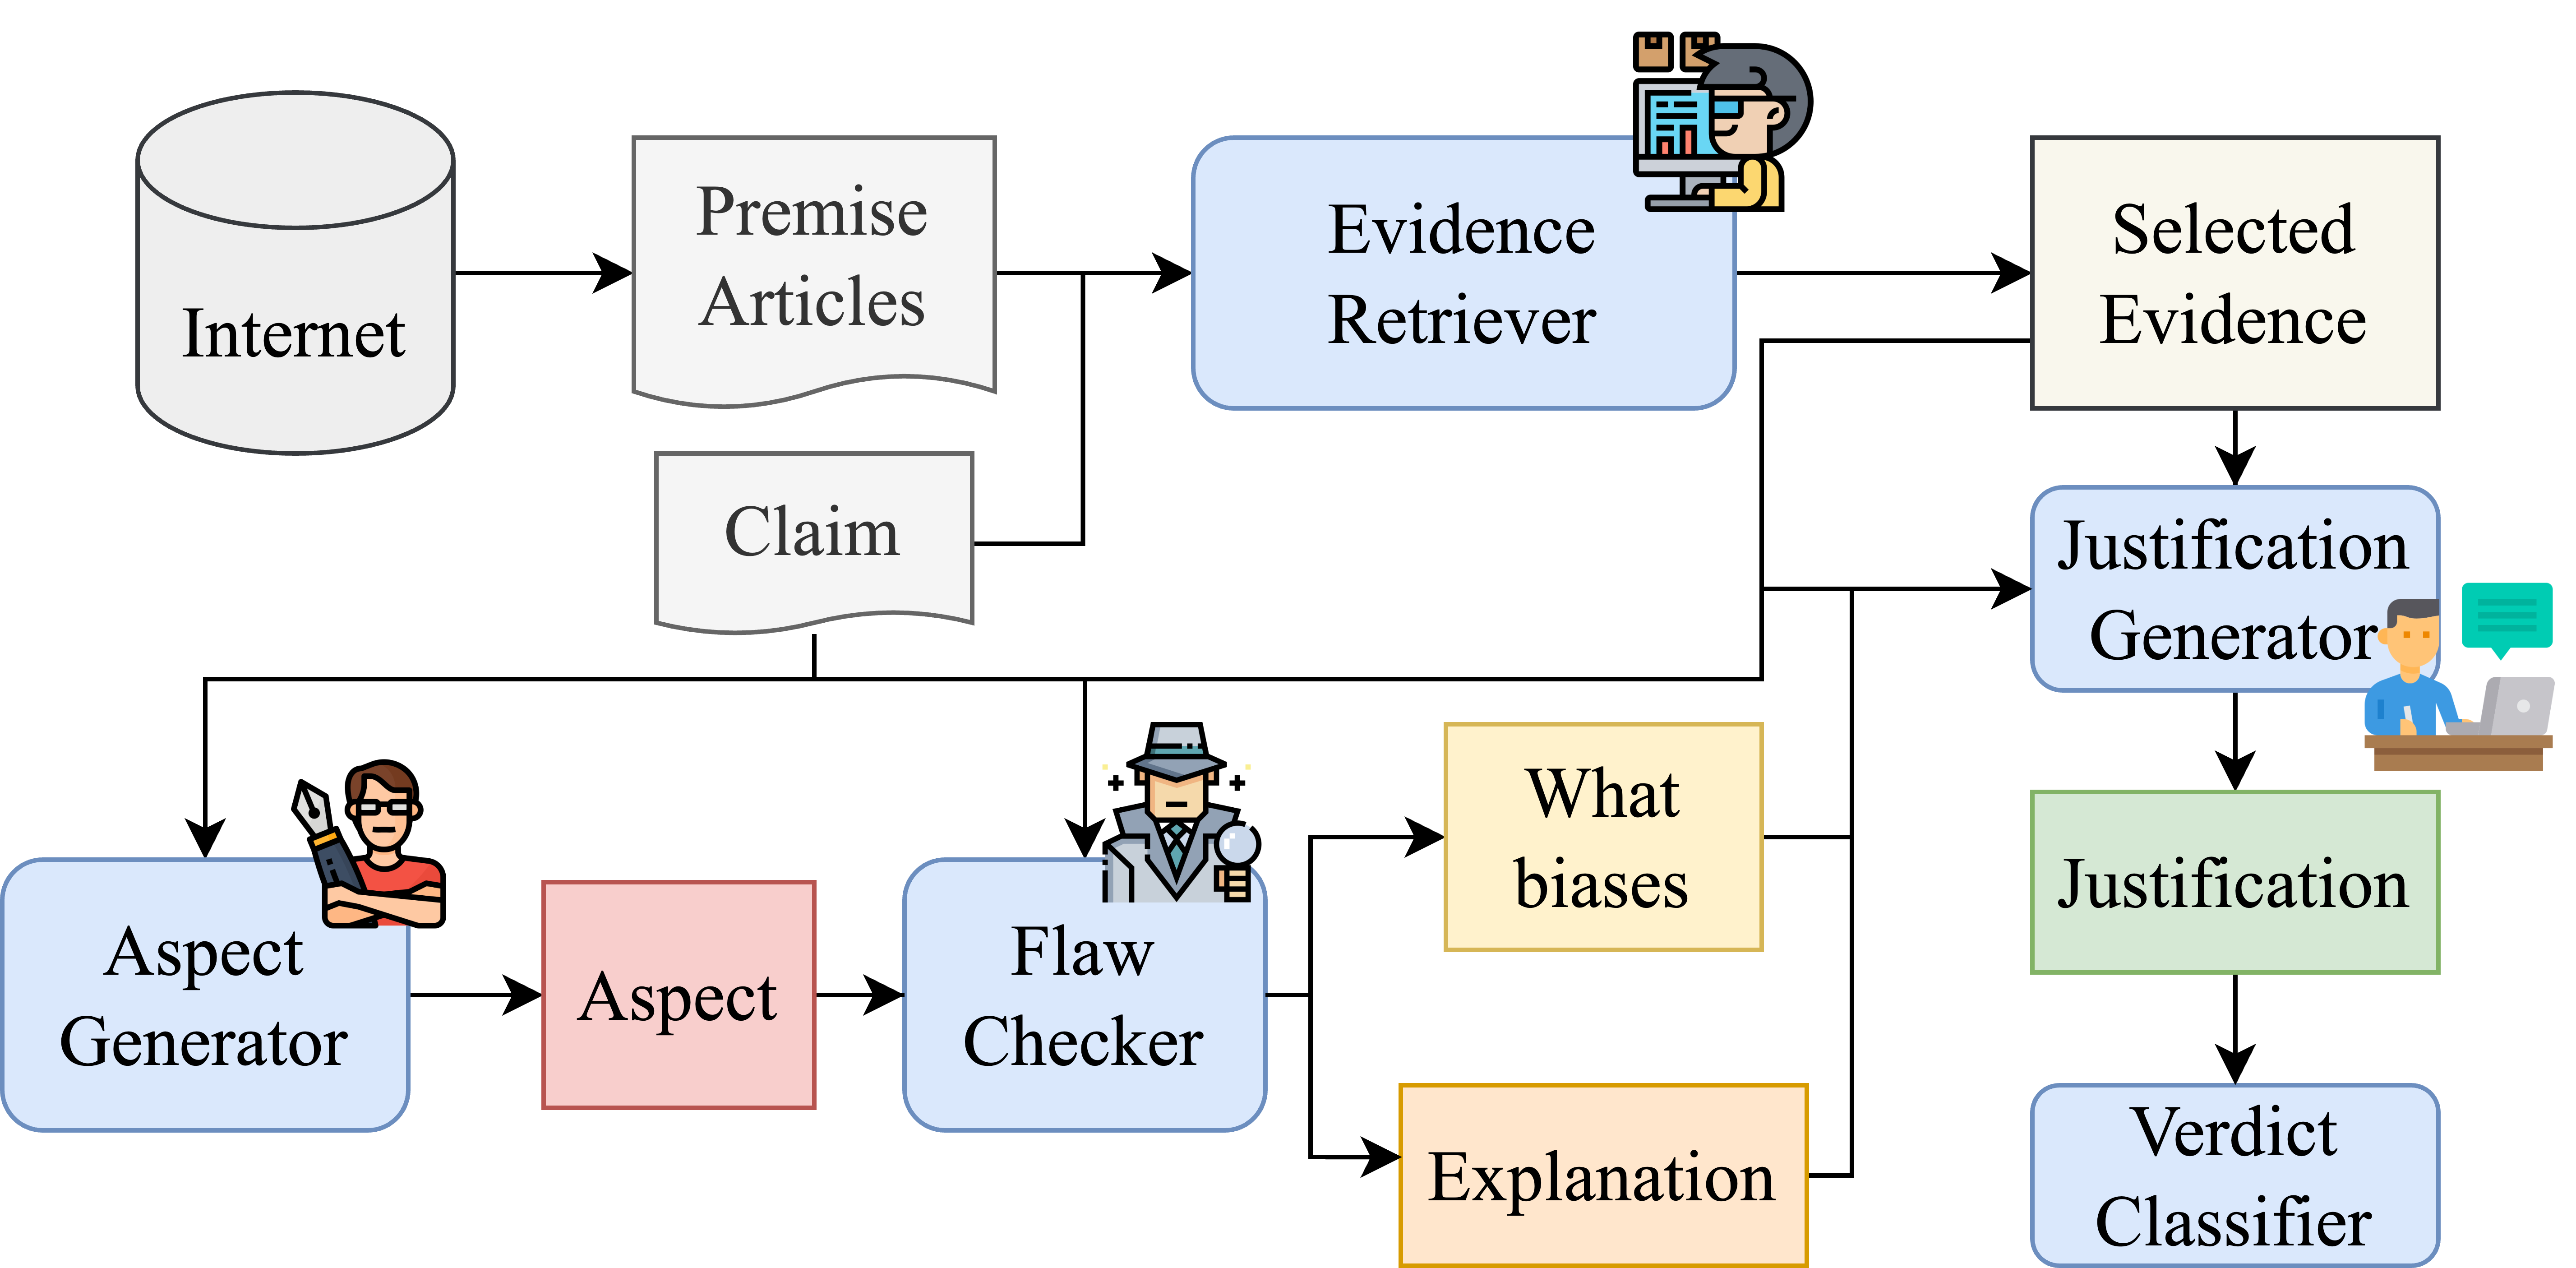 Internet
Premise
Articles
Evidence
Retriever
Selected
Evidence
Claim
Justification
Generator
Aspect
Generator
Aspect
Flaw
Checker
What
biases
Explanation
Justification
Verdict
Classifier